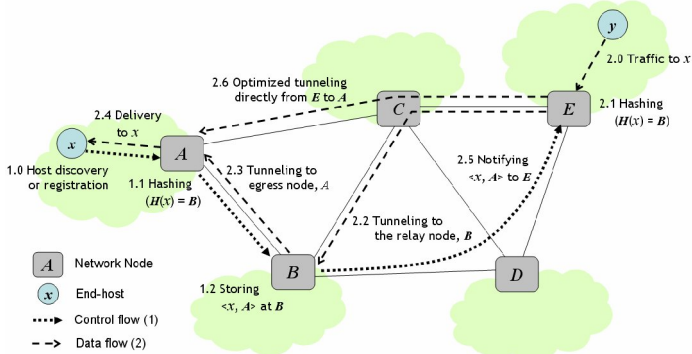 y
2.0 Traffic to x
2.6 Optimized tunneling
directly from E to A
C
E
2.1 Hashing
(H(x) = B)
2.4 Delivery
to x
x
A
1.0 Host discovery
or registration
2.3 Tunneling to
egress node, A
2.5 Notifying
<x, A> to E
1.1 Hashing
(H(x) = B)
2.2 Tunneling to
the relay node, B
B
D
1.2 Storing
<x, A> at B
A Network Node
x End-host
Control flow (1)
Data flow (2)